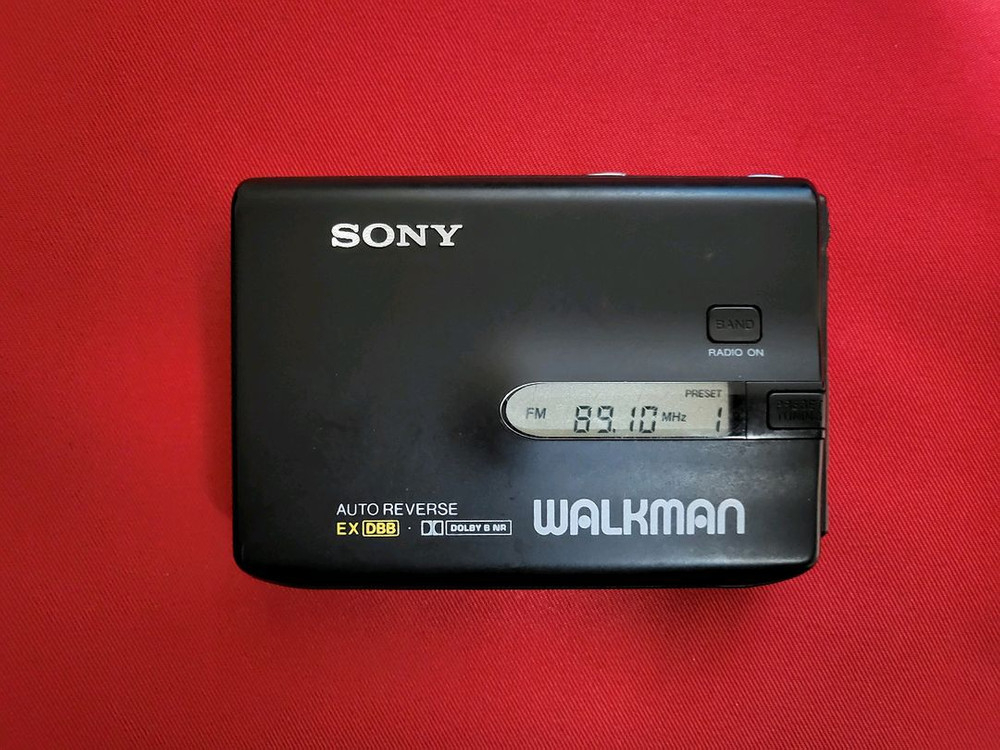 SONY
BAND
RADIO ON
PRESET
FM 89.10 MHz 1
AUTO REVERSE
EX DBB · DOLBY B NR
WALKMAN